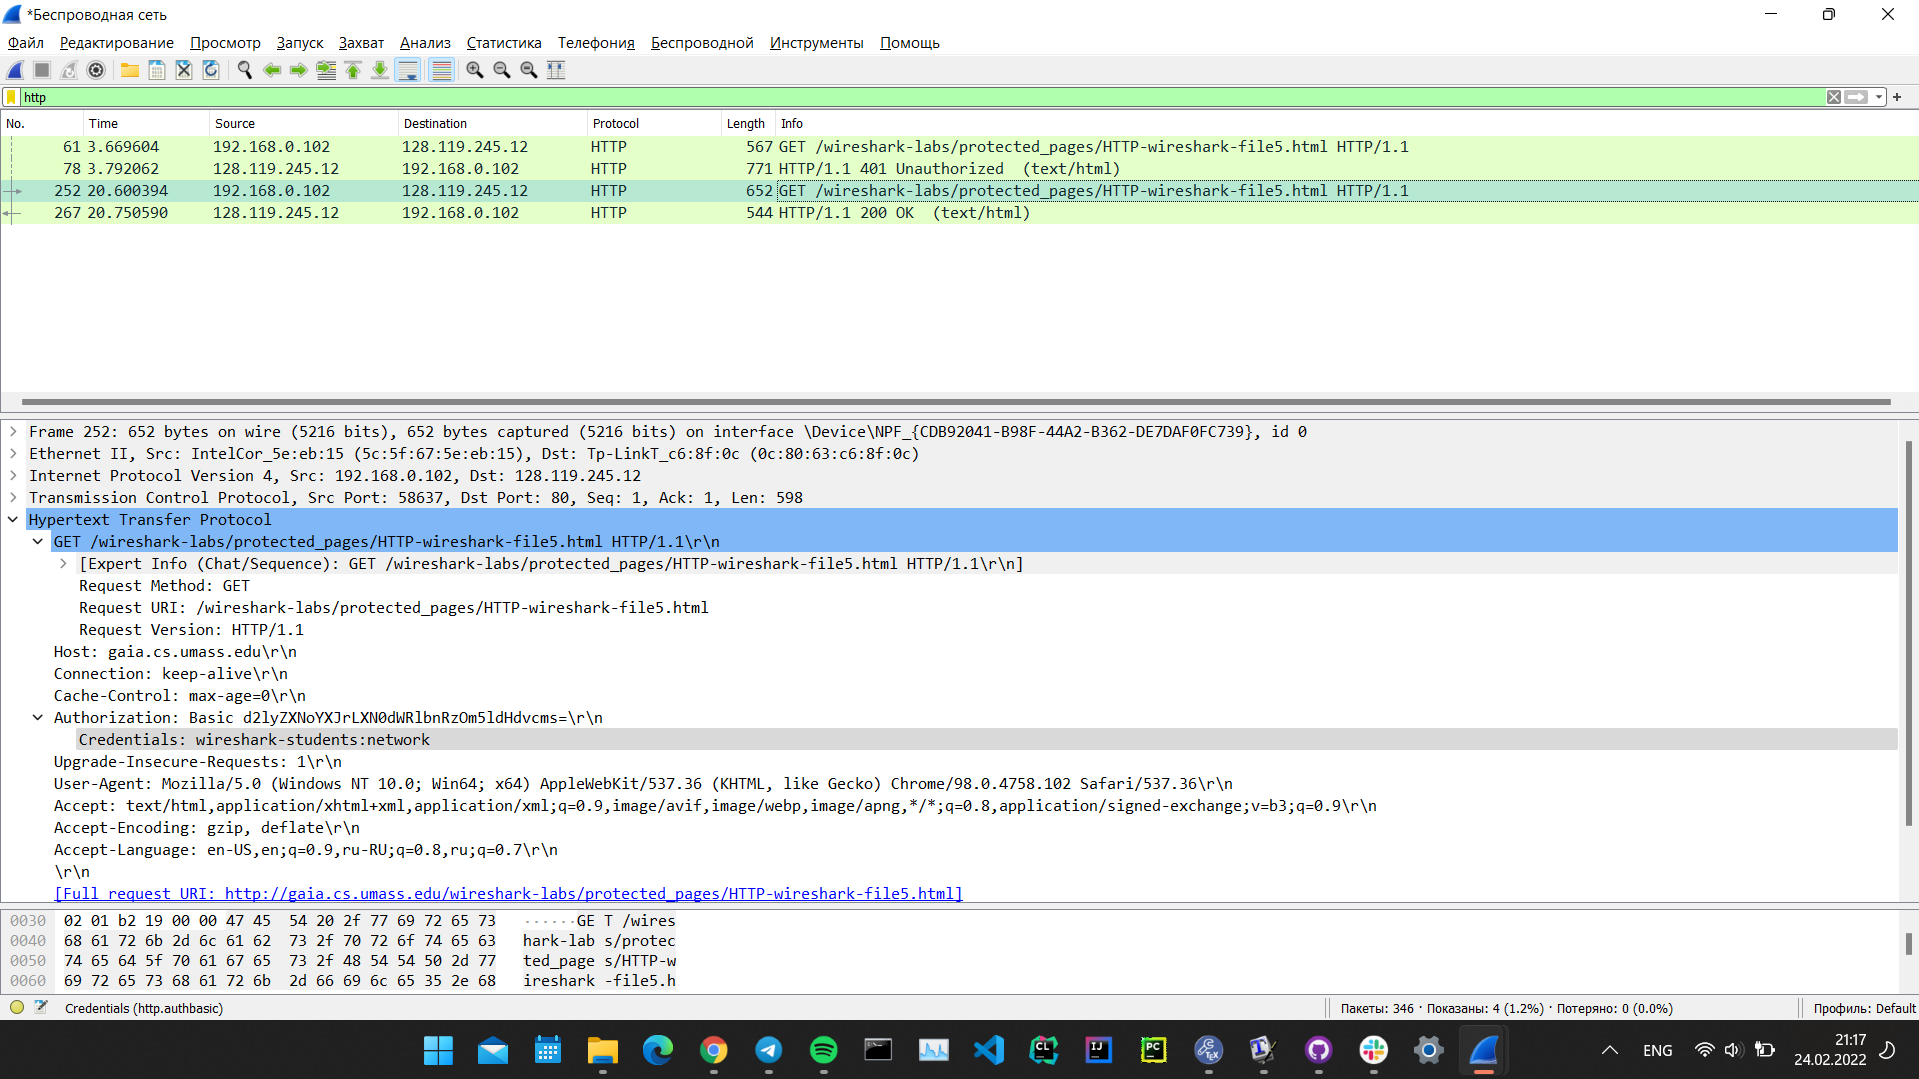 *Беспроводная сеть
Файл Редактирование Просмотр Запуск Захват Анализ Статистика Телефония Беспроводной Инструменты Помощь
http
No. Time Source Destination Protocol Length Info
61 3.669604 192.168.0.102 128.119.245.12 HTTP 567 GET /wireshark-labs/protected_pages/HTTP-wireshark-file5.html HTTP/1.1
78 3.792062 128.119.245.12 192.168.0.102 HTTP 771 HTTP/1.1 401 Unauthorized (text/html)
252 20.600394 192.168.0.102 128.119.245.12 HTTP 652 GET /wireshark-labs/protected_pages/HTTP-wireshark-file5.html HTTP/1.1
267 20.750590 128.119.245.12 192.168.0.102 HTTP 544 HTTP/1.1 200 OK (text/html)
Frame 252: 652 bytes on wire (5216 bits), 652 bytes captured (5216 bits) on interface \Device\NPF_{CDB92041-B98F-44A2-B362-DE7DAF0FC739}, id 0
Ethernet II, Src: IntelCor_5e:eb:15 (5c:5f:67:5e:eb:15), Dst: Tp-LinkT_c6:8f:0c (0c:80:63:c6:8f:0c)
Internet Protocol Version 4, Src: 192.168.0.102, Dst: 128.119.245.12
Transmission Control Protocol, Src Port: 58637, Dst Port: 80, Seq: 1, Ack: 1, Len: 598
Hypertext Transfer Protocol
GET /wireshark-labs/protected_pages/HTTP-wireshark-file5.html HTTP/1.1\r\n
[Expert Info (Chat/Sequence): GET /wireshark-labs/protected_pages/HTTP-wireshark-file5.html HTTP/1.1\r\n]
Request Method: GET
Request URI: /wireshark-labs/protected_pages/HTTP-wireshark-file5.html
Request Version: HTTP/1.1
Host: gaia.cs.umass.edu\r\n
Connection: keep-alive\r\n
Cache-Control: max-age=0\r\n
Authorization: Basic d2lyZXNoYXJrLXN0dWRlbnRzOm5ldHdvcms=\r\n
Credentials: wireshark-students:network
Upgrade-Insecure-Requests: 1\r\n
User-Agent: Mozilla/5.0 (Windows NT 10.0; Win64; x64) AppleWebKit/537.36 (KHTML, like Gecko) Chrome/98.0.4758.102 Safari/537.36\r\n
Accept: text/html,application/xhtml+xml,application/xml;q=0.9,image/avif,image/webp,image/apng,*/*;q=0.8,application/signed-exchange;v=b3;q=0.9\r\n
Accept-Encoding: gzip, deflate\r\n
Accept-Language: en-US,en;q=0.9,ru-RU;q=0.8,ru;q=0.7\r\n
\r\n
[Full request URI: http://gaia.cs.umass.edu/wireshark-labs/protected_pages/HTTP-wireshark-file5.html]
0030 02 01 b2 19 00 00 47 45 54 20 2f 77 69 72 65 73 ······GE T /wires
0040 68 61 72 6b 2d 6c 61 62 73 2f 70 72 6f 74 65 63 hark-lab s/protec
0050 74 65 64 5f 70 61 67 65 73 2f 48 54 54 50 2d 77 ted_page s/HTTP-w
0060 69 72 65 73 68 61 72 6b 2d 66 69 6c 65 35 2e 68 ireshark -file5.h
Credentials (http.authbasic) Пакеты: 346 · Показаны: 4 (1.2%) · Потеряно: 0 (0.0%) Профиль: Default
CL IJ PC TEX
ENG 21:17
24.02.2022